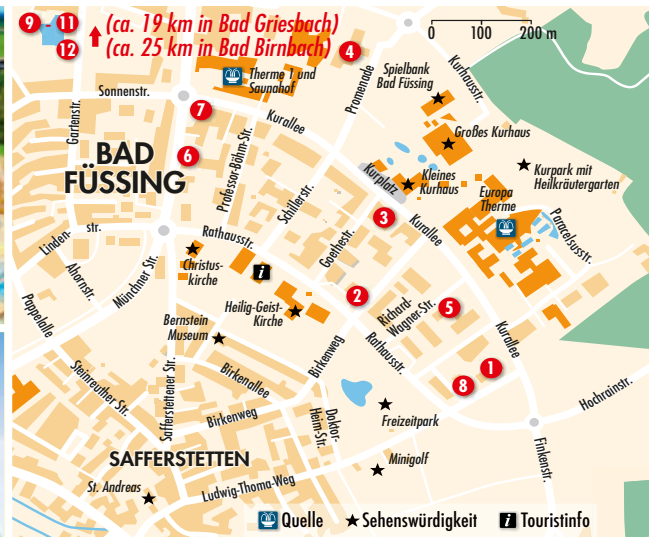 9 - 11 (ca. 19 km in Bad Griesbach)
12 (ca. 25 km in Bad Birnbach)
0 100 200 m
4
Therme 1 und
Saunahof
Promenade
Spielbank
Bad Füssing
Kurhausstr.
Sonnenstr.
7
Kurallee
Großes Kurhaus
Gartenstr.
BAD
FÜSSING
6
Professor-Böhm-Str.
Schillerstr.
Kurplatz
Kleines
Kurhaus
Kurpark mit
Heilkräutergarten
Europa
Therme
Paracelsusstr.
3
Kurallee
Goethestr.
Rathausstr.
Linden-
str.
Ahornstr.
Münchner Str.
Christus-
kirche
i
Heilig-Geist-
Kirche
2
Richard-
Wagner-Str.
5
Pappelallee
Bernstein
Museum
Birkenweg
Rathausstr.
Kurallee
1
8
Steinreuther Str.
Safferstettener Str.
Birkenallee
Birkenweg
Doktor-
Heim-Str.
Freizeitpark
Hochrainstr.
Finkenstr.
SAFFERSTETTEN
Minigolf
St. Andreas
Ludwig-Thoma-Weg
Quelle Sehenswürdigkeit i Touristinfo